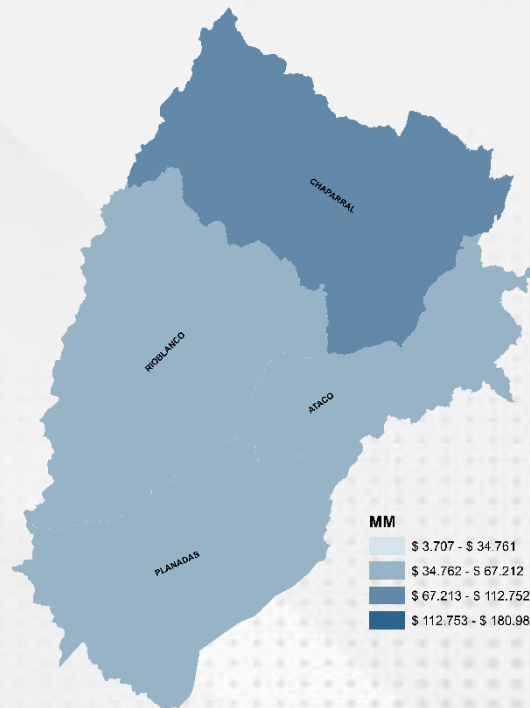 CHAPARRAL
RIOBLANCO
ATACO
PLANADAS
MM
$ 3.707 - $ 34.761
$ 34.762 - $ 67.212
$ 67.213 - $ 112.752
$ 112.753 - $ 180.98